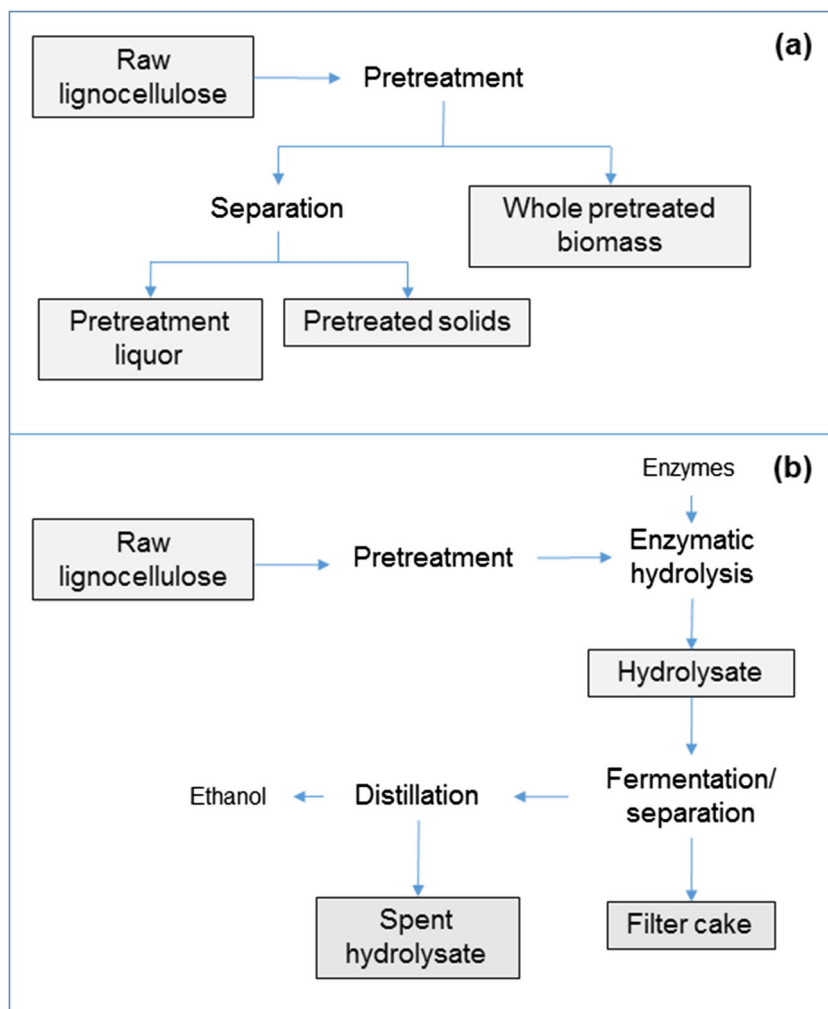 (a)
Raw
lignocellulose
Pretreatment
Separation
Whole pretreated
biomass
Pretreatment
liquor
Pretreated solids
(b)
Enzymes
Raw
lignocellulose
Pretreatment
Enzymatic
hydrolysis
Hydrolysate
Ethanol
Distillation
Fermentation/
separation
Spent
hydrolysate
Filter cake